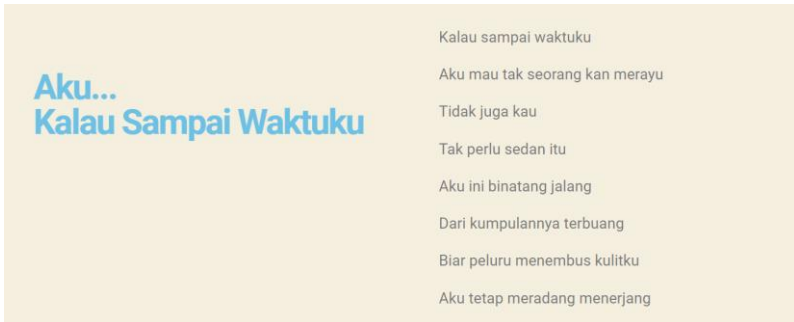 Aku...
Kalau Sampai Waktuku
Kalau sampai waktuku
Aku mau tak seorang kan merayu
Tidak juga kau
Tak perlu sedan itu
Aku ini binatang jalang
Dari kumpulannya terbuang
Biar peluru menembus kulitku
Aku tetap meradang menerjang